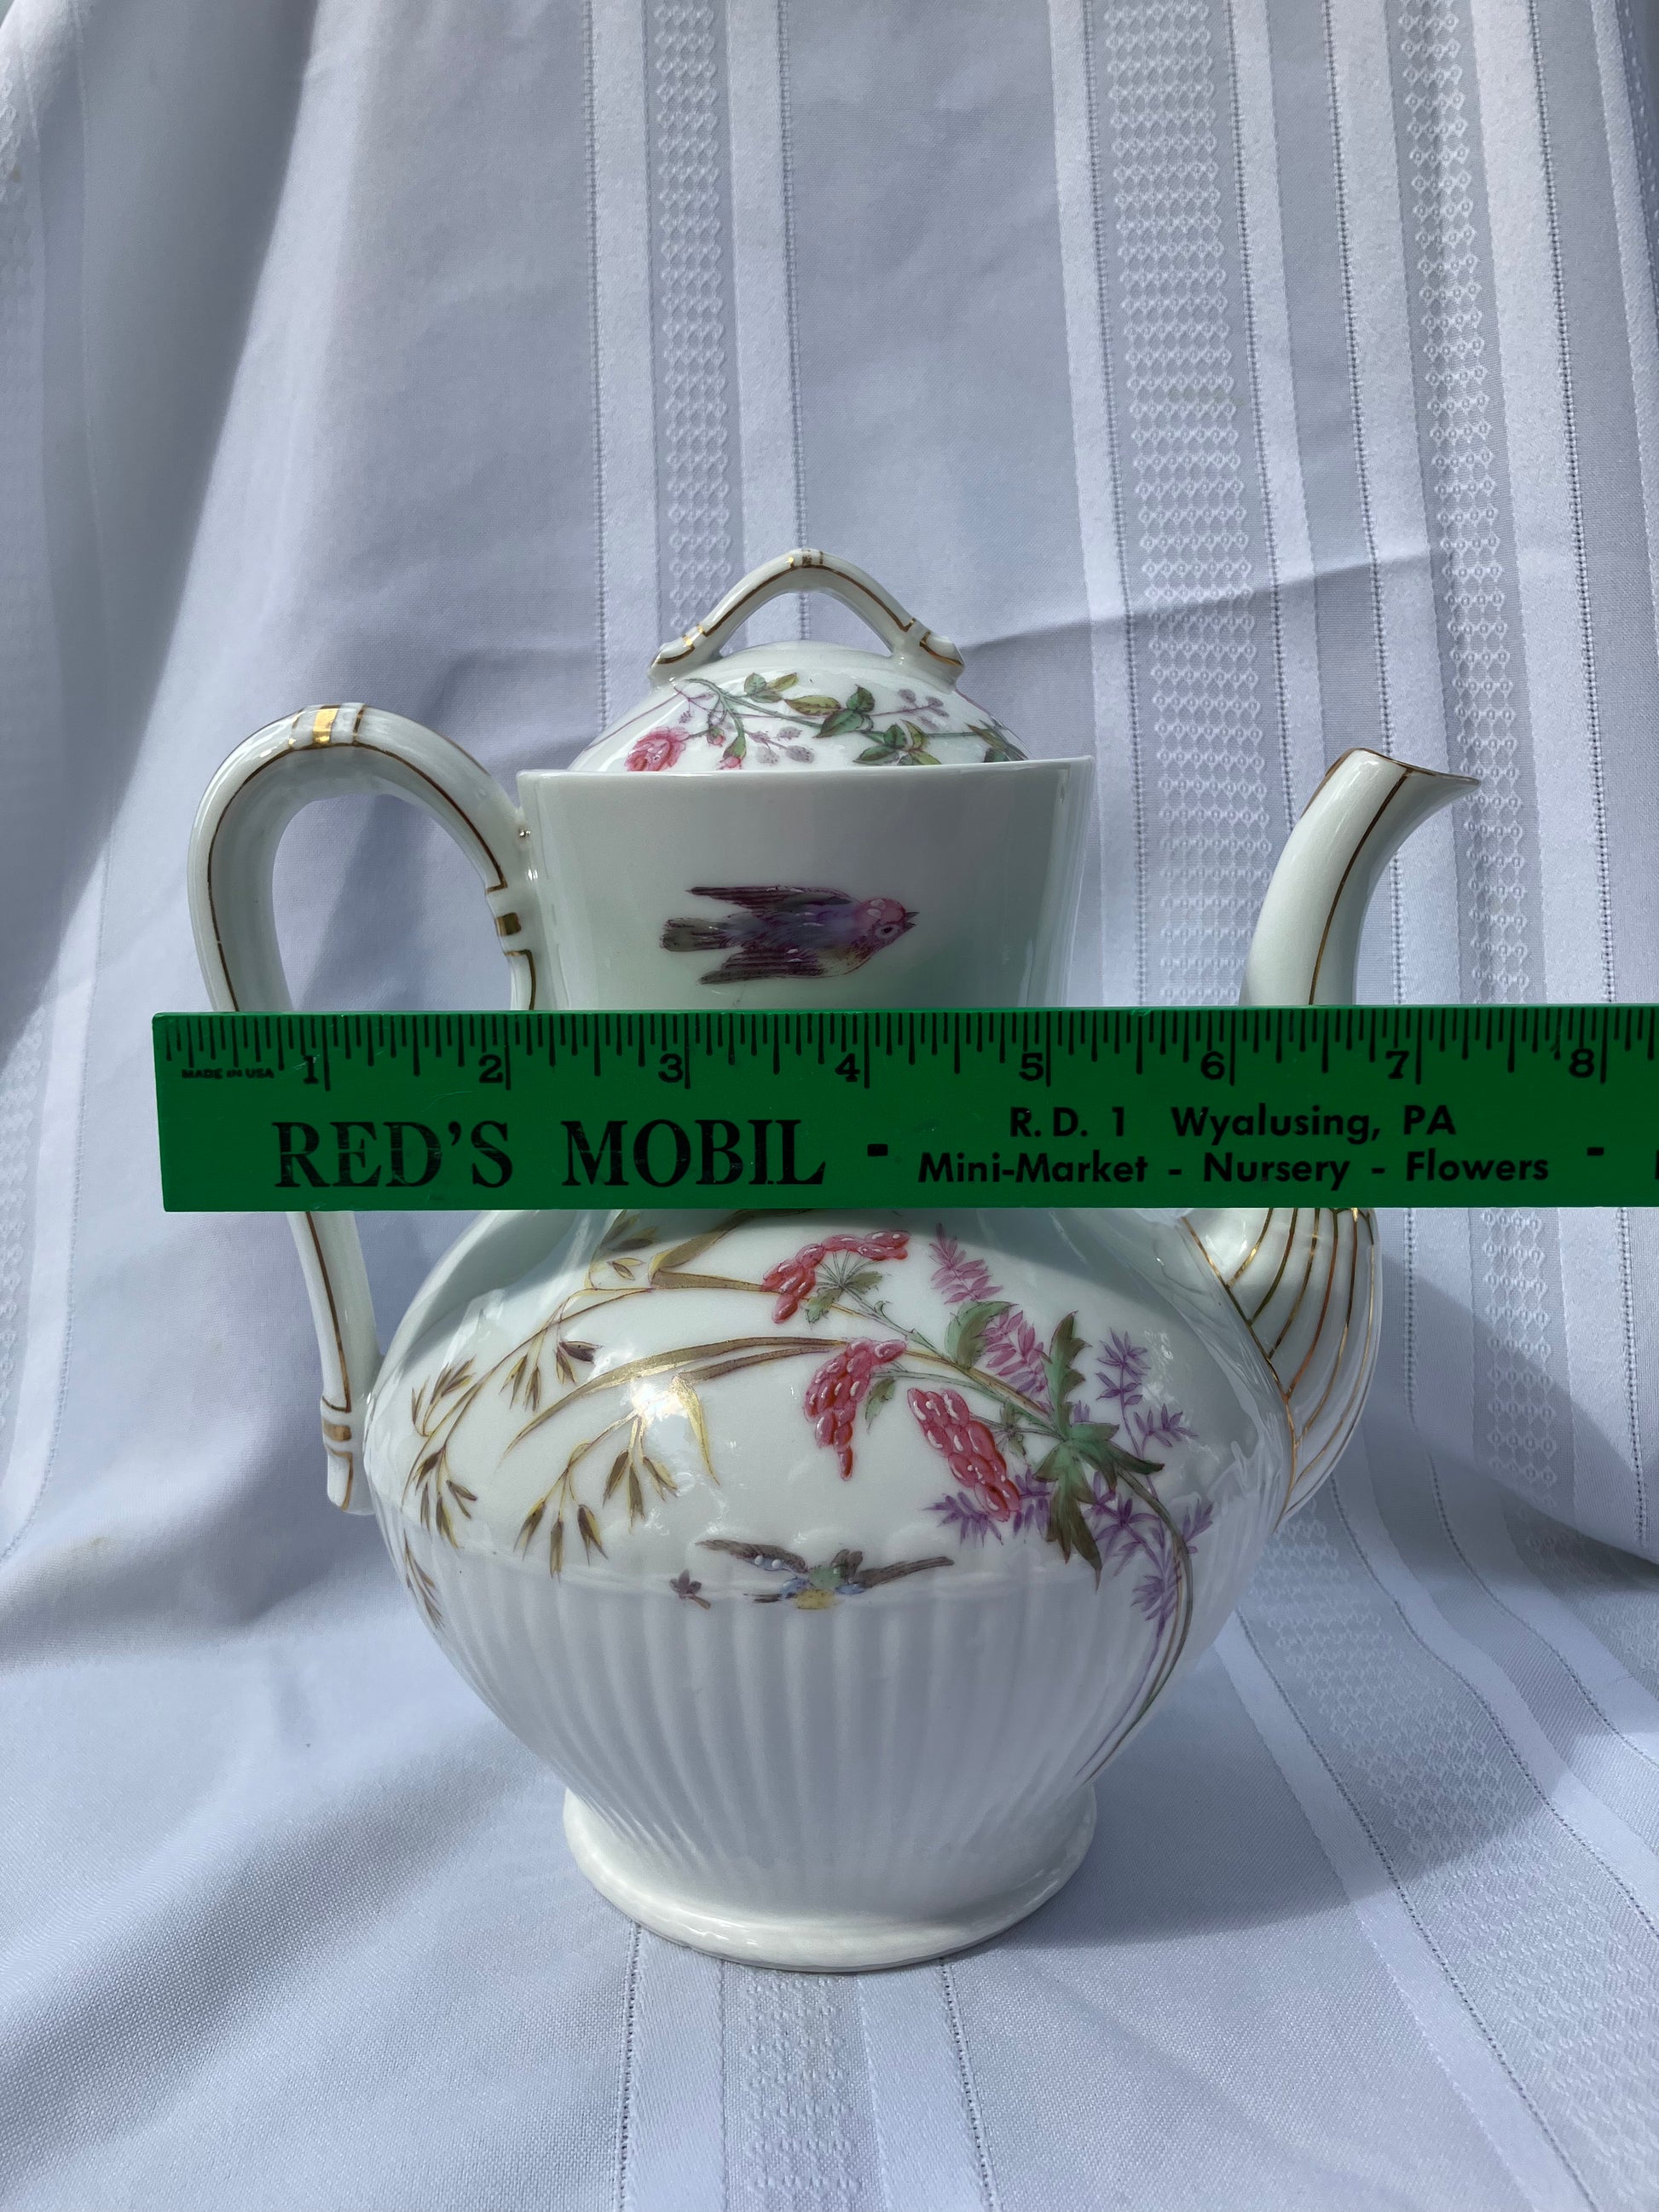 1 2 3 4 5 6 7 8
MADE IN USA
RED'S MOBIL - R.D. 1 Wyalusing, PA -
Mini-Market - Nursery - Flowers